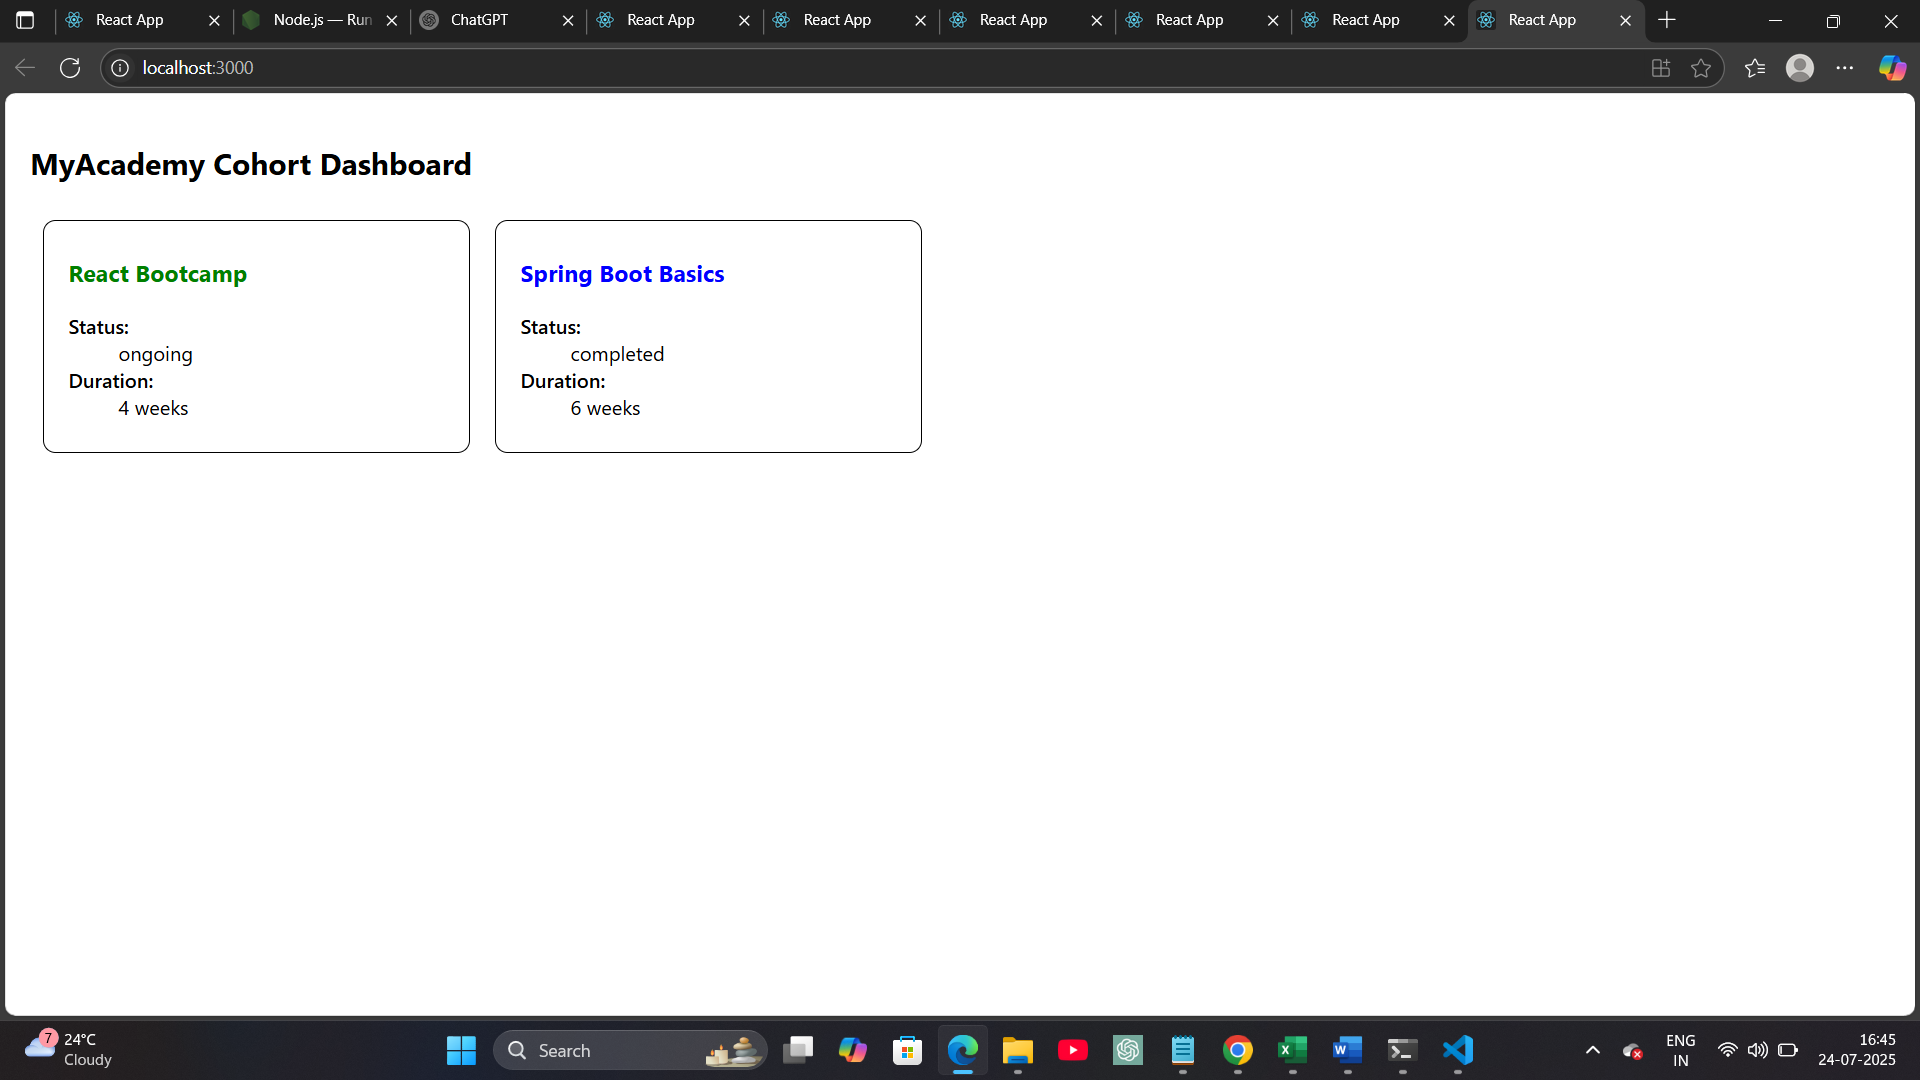 React App
Node.js — Run
ChatGPT
React App
React App
React App
React App
React App
React App
localhost:3000
MyAcademy Cohort Dashboard
React Bootcamp
Status:
ongoing
Duration:
4 weeks
Spring Boot Basics
Status:
completed
Duration:
6 weeks
7
24°C
Cloudy
Search
ENG
IN
16:45
24-07-2025